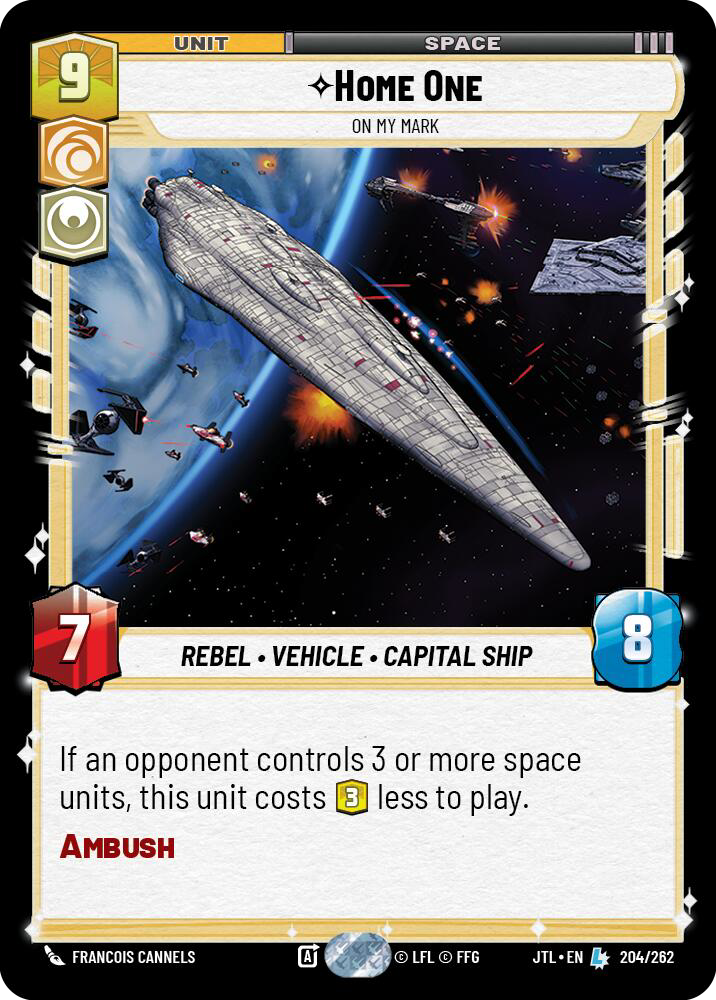 UNIT
SPACE
9
HOME ONE
ON MY MARK
7
REBEL • VEHICLE • CAPITAL SHIP
8
If an opponent controls 3 or more space
units, this unit costs 3 less to play.
AMBUSH
FRANCOIS CANNELS
A
© LFL © FFG
JTL • EN
L
204/262